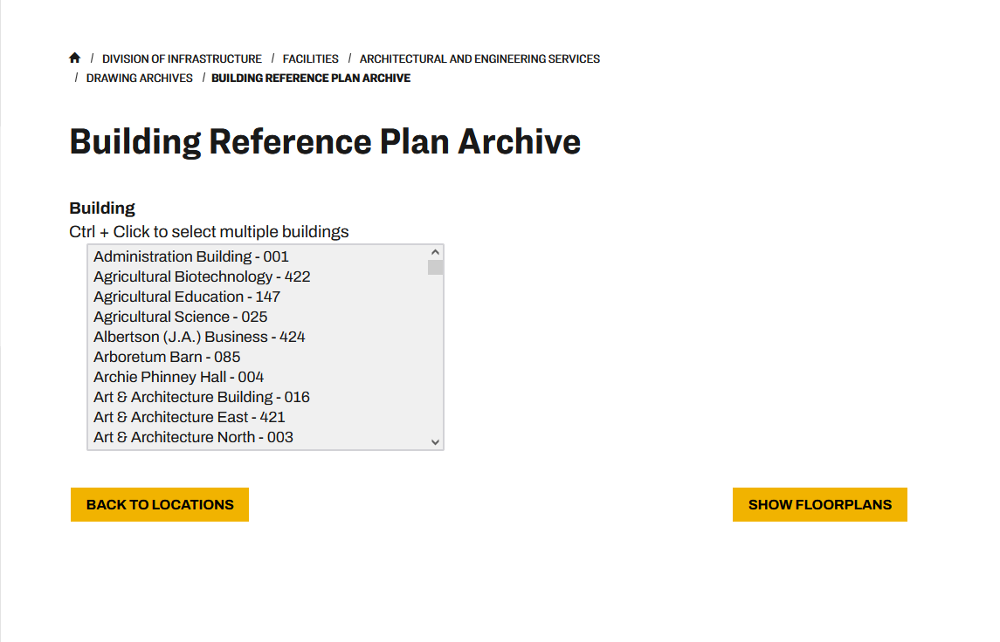 / DIVISION OF INFRASTRUCTURE / FACILITIES / ARCHITECTURAL AND ENGINEERING SERVICES
/ DRAWING ARCHIVES / BUILDING REFERENCE PLAN ARCHIVE
Building Reference Plan Archive
Building
Ctrl + Click to select multiple buildings
Administration Building - 001
Agricultural Biotechnology - 422
Agricultural Education - 147
Agricultural Science - 025
Albertson (J.A.) Business - 424
Arboretum Barn - 085
Archie Phinney Hall - 004
Art & Architecture Building - 016
Art & Architecture East - 421
Art & Architecture North - 003
BACK TO LOCATIONS SHOW FLOORPLANS